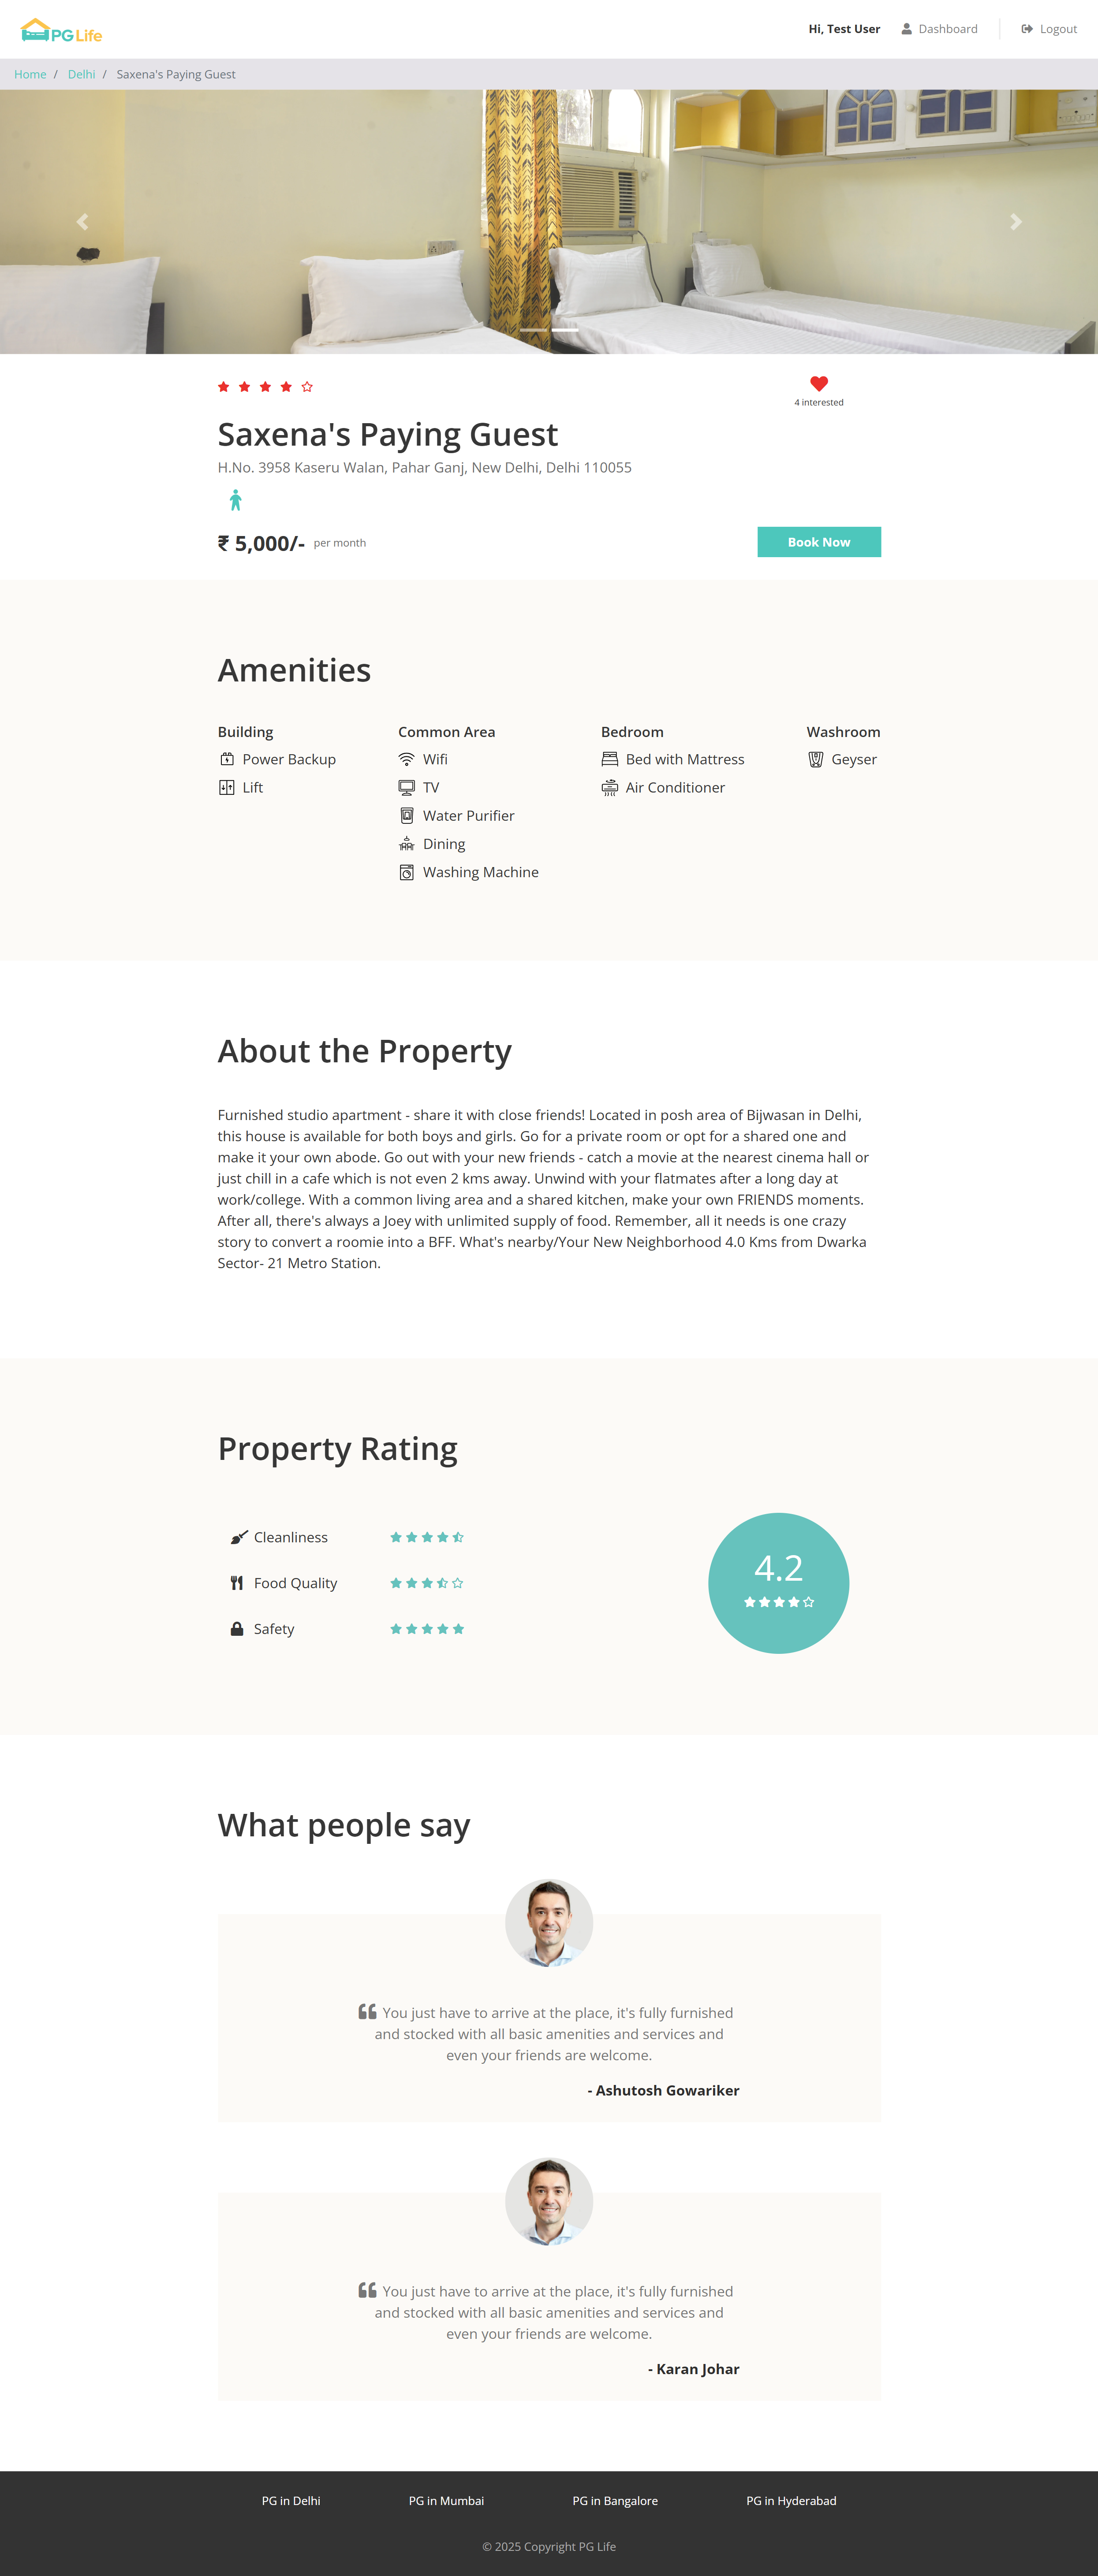 PG Life
Hi, Test User
Dashboard
Logout
Home / Delhi / Saxena's Paying Guest
4 interested
Saxena's Paying Guest
H.No. 3958 Kaseru Walan, Pahar Ganj, New Delhi, Delhi 110055
₹ 5,000/- per month
Book Now
Amenities
Building
Power Backup
Lift
Common Area
Wifi
TV
Water Purifier
Dining
Washing Machine
Bedroom
Bed with Mattress
Air Conditioner
Washroom
Geyser
About the Property
Furnished studio apartment - share it with close friends! Located in posh area of Bijwasan in Delhi,
this house is available for both boys and girls. Go for a private room or opt for a shared one and
make it your own abode. Go out with your new friends - catch a movie at the nearest cinema hall or
just chill in a cafe which is not even 2 kms away. Unwind with your flatmates after a long day at
work/college. With a common living area and a shared kitchen, make your own FRIENDS moments.
After all, there's always a Joey with unlimited supply of food. Remember, all it needs is one crazy
story to convert a roomie into a BFF. What's nearby/Your New Neighborhood 4.0 Kms from Dwarka
Sector- 21 Metro Station.
Property Rating
Cleanliness
Food Quality
Safety
4.2
What people say
You just have to arrive at the place, it's fully furnished
and stocked with all basic amenities and services and
even your friends are welcome.
- Ashutosh Gowariker
You just have to arrive at the place, it's fully furnished
and stocked with all basic amenities and services and
even your friends are welcome.
- Karan Johar
PG in Delhi
PG in Mumbai
PG in Bangalore
PG in Hyderabad
© 2025 Copyright PG Life